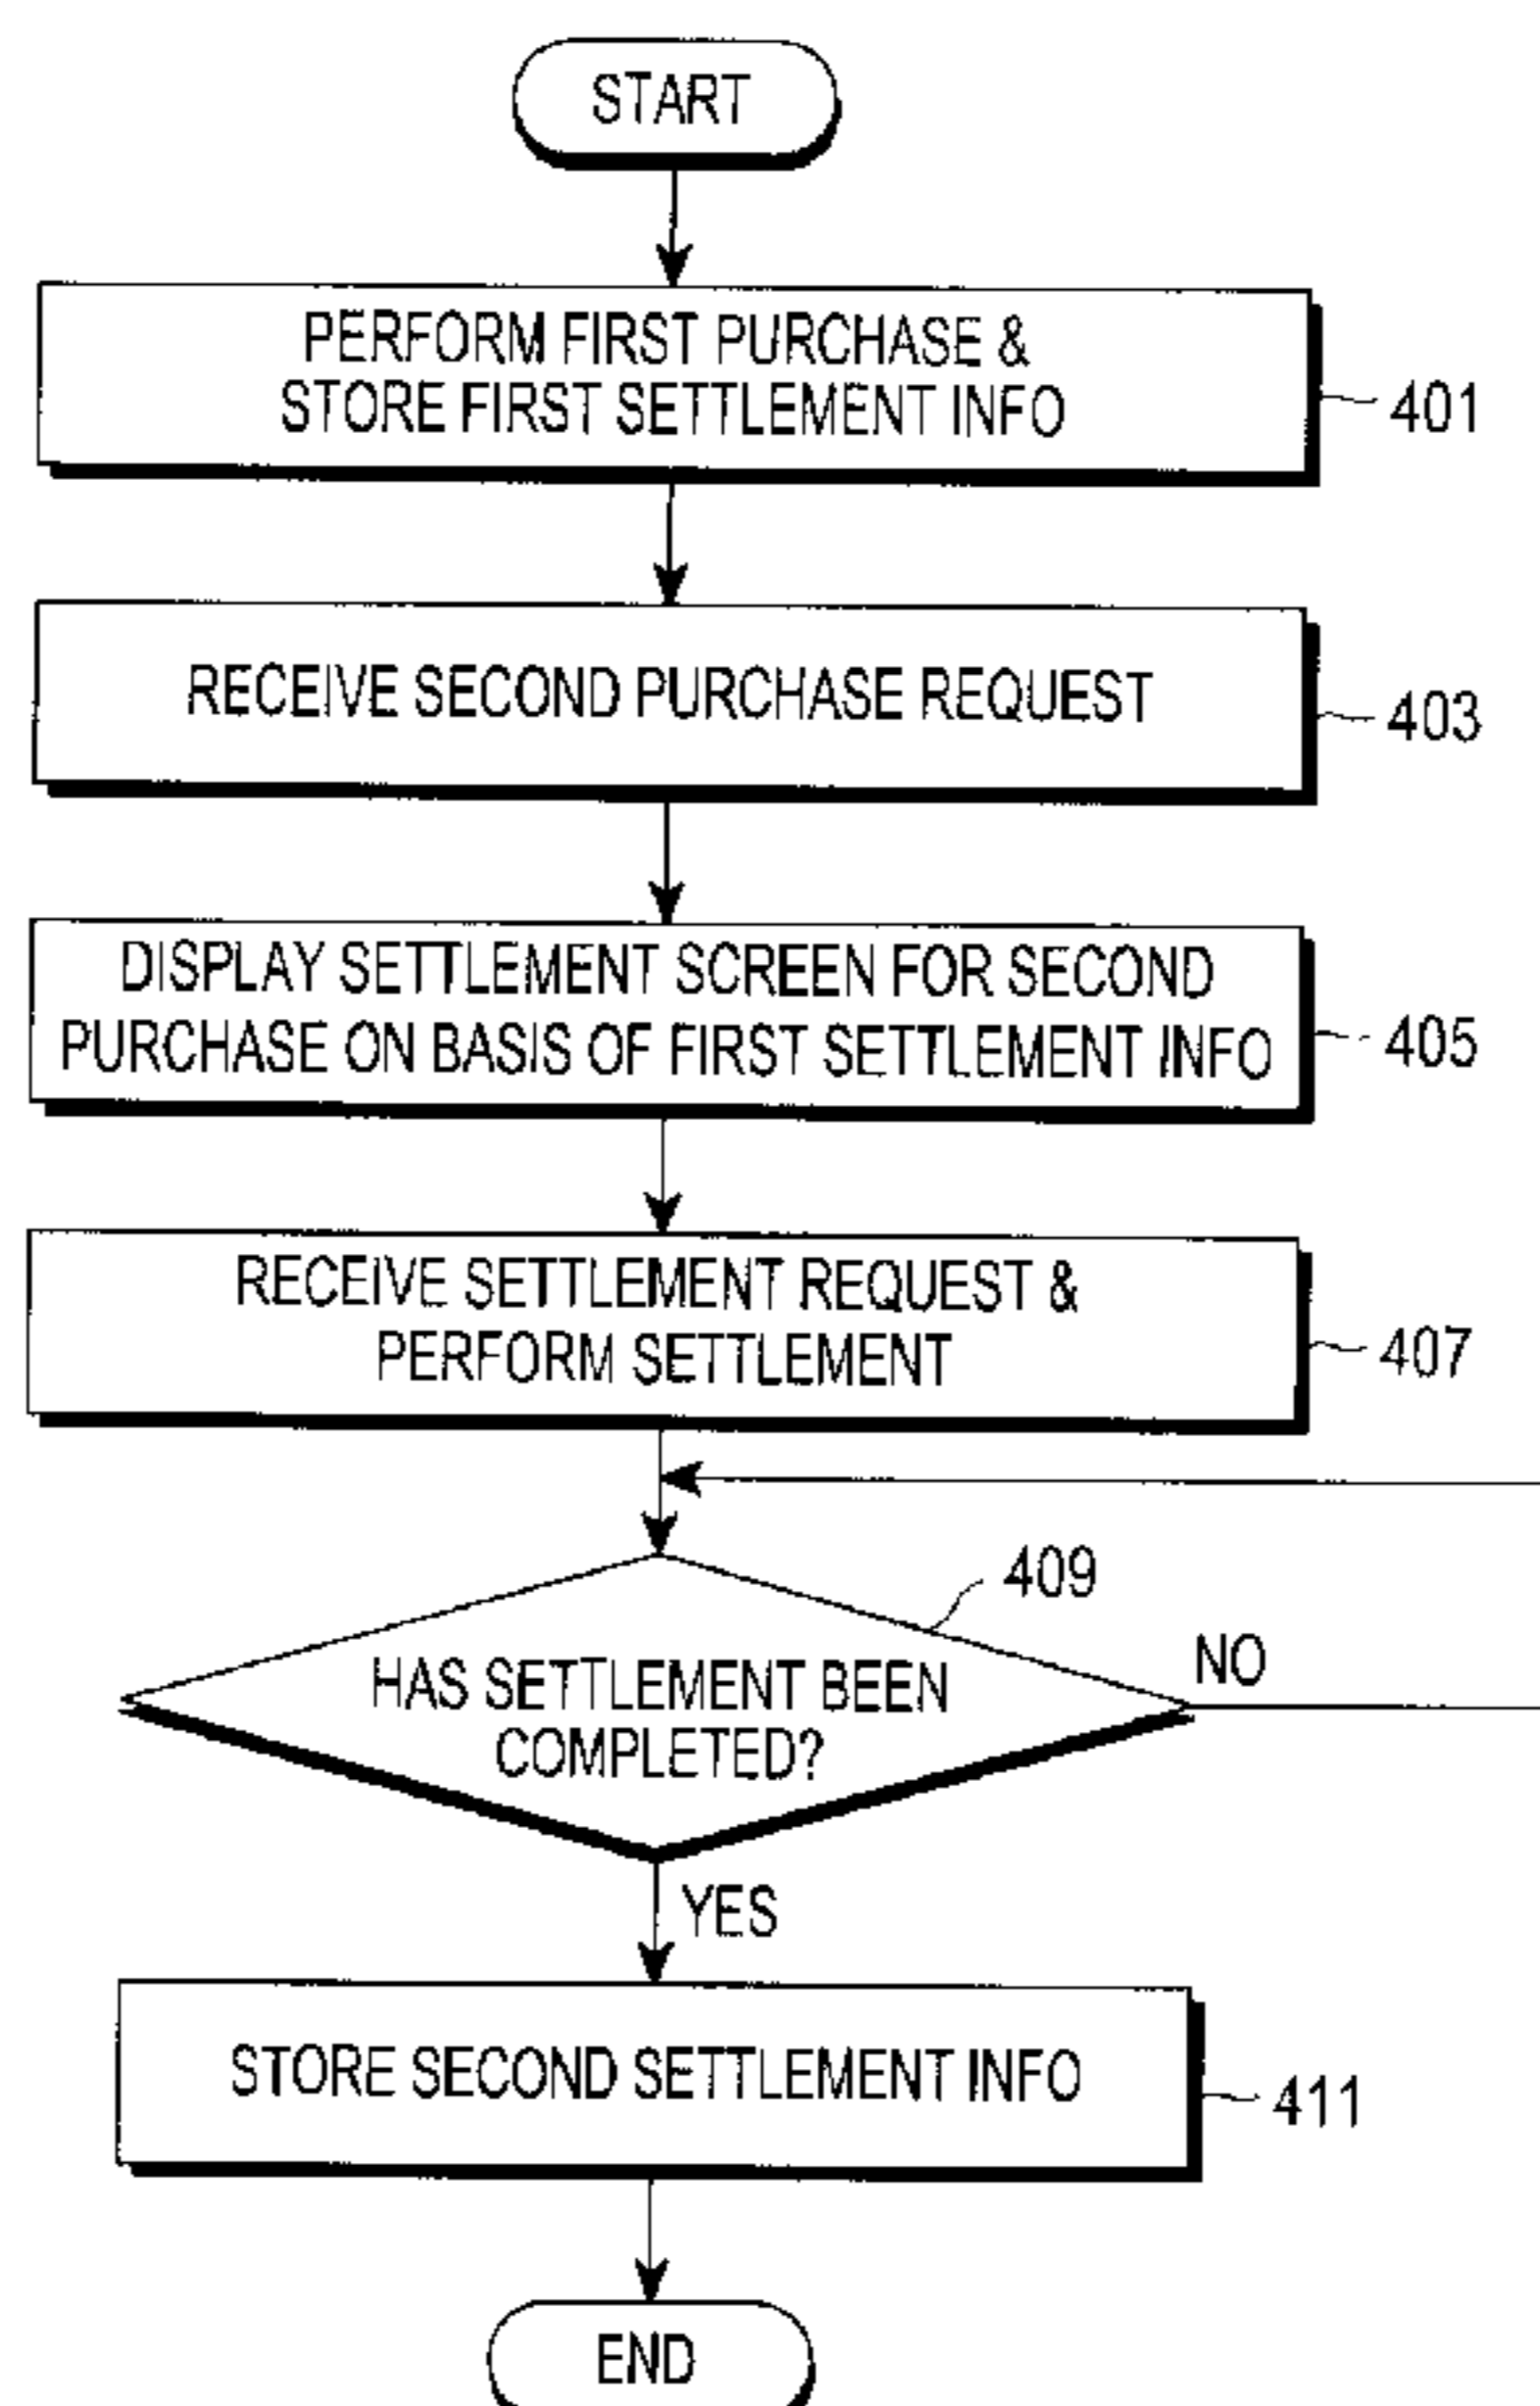 START
PERFORM FIRST PURCHASE &
STORE FIRST SETTLEMENT INFO
401
RECEIVE SECOND PURCHASE REQUEST
403
DISPLAY SETTLEMENT SCREEN FOR SECOND
PURCHASE ON BASIS OF FIRST SETTLEMENT INFO
405
RECEIVE SETTLEMENT REQUEST &
PERFORM SETTLEMENT
407
409
HAS SETTLEMENT BEEN
COMPLETED?
NO
YES
STORE SECOND SETTLEMENT INFO
411
END